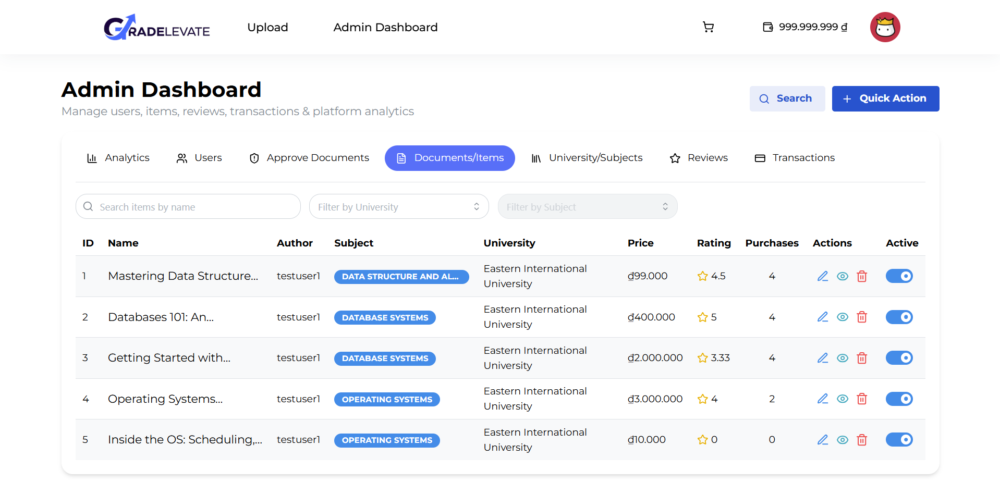 GRADELEVATE Upload Admin Dashboard 999.999.999 ₫
Admin Dashboard
Manage users, items, reviews, transactions & platform analytics
Search Quick Action
Analytics Users Approve Documents Documents/Items University/Subjects Reviews Transactions
Search items by name Filter by University Filter by Subject
ID Name Author Subject University Price Rating Purchases Actions Active
1 Mastering Data Structure... testuser1 DATA STRUCTURE AND AL... Eastern International University ₫99.000 4.5 4
2 Databases 101: An... testuser1 DATABASE SYSTEMS Eastern International University ₫400.000 5 4
3 Getting Started with... testuser1 DATABASE SYSTEMS Eastern International University ₫2.000.000 3.33 4
4 Operating Systems... testuser1 OPERATING SYSTEMS Eastern International University ₫3.000.000 4 2
5 Inside the OS: Scheduling,... testuser1 OPERATING SYSTEMS Eastern International University ₫10.000 0 0